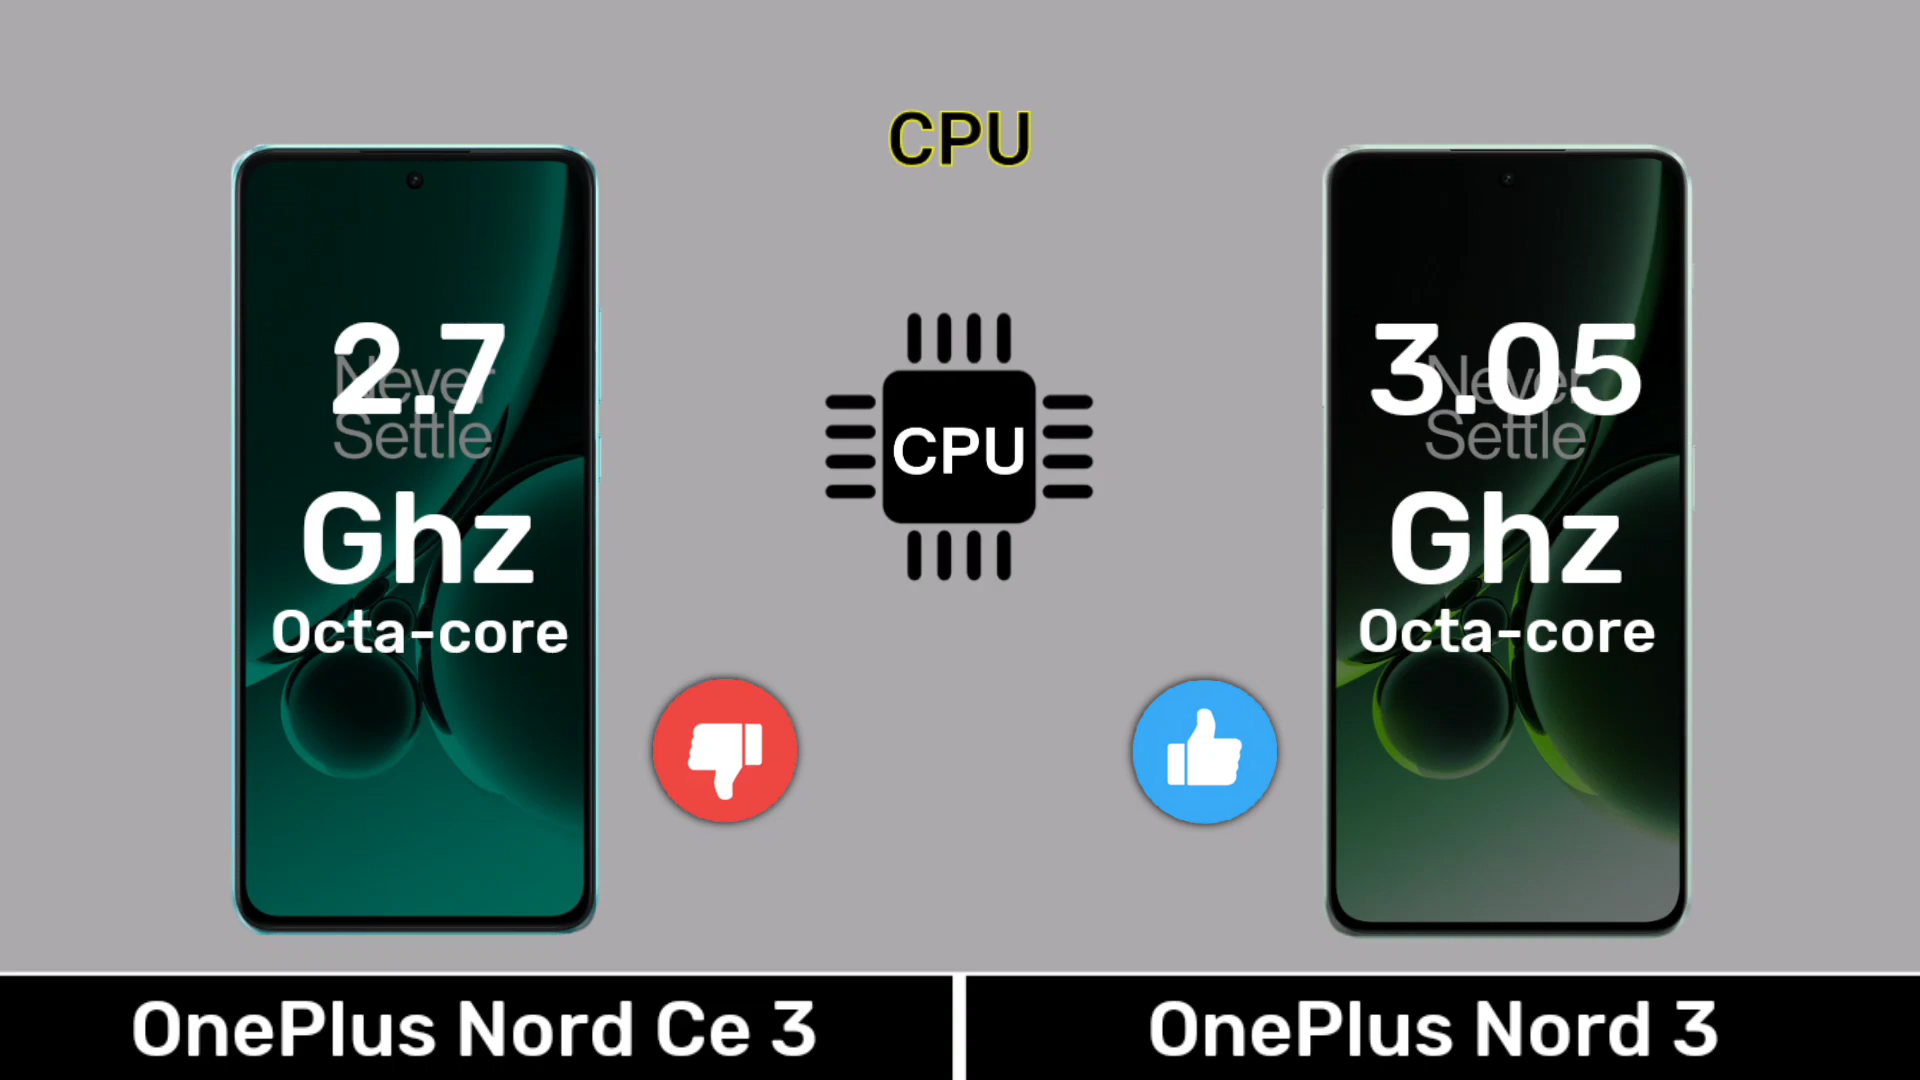 CPU
2.7
Never
Settle
Ghz
Octa-core
CPU
3.05
Never
Settle
Ghz
Octa-core
OnePlus Nord Ce 3
OnePlus Nord 3